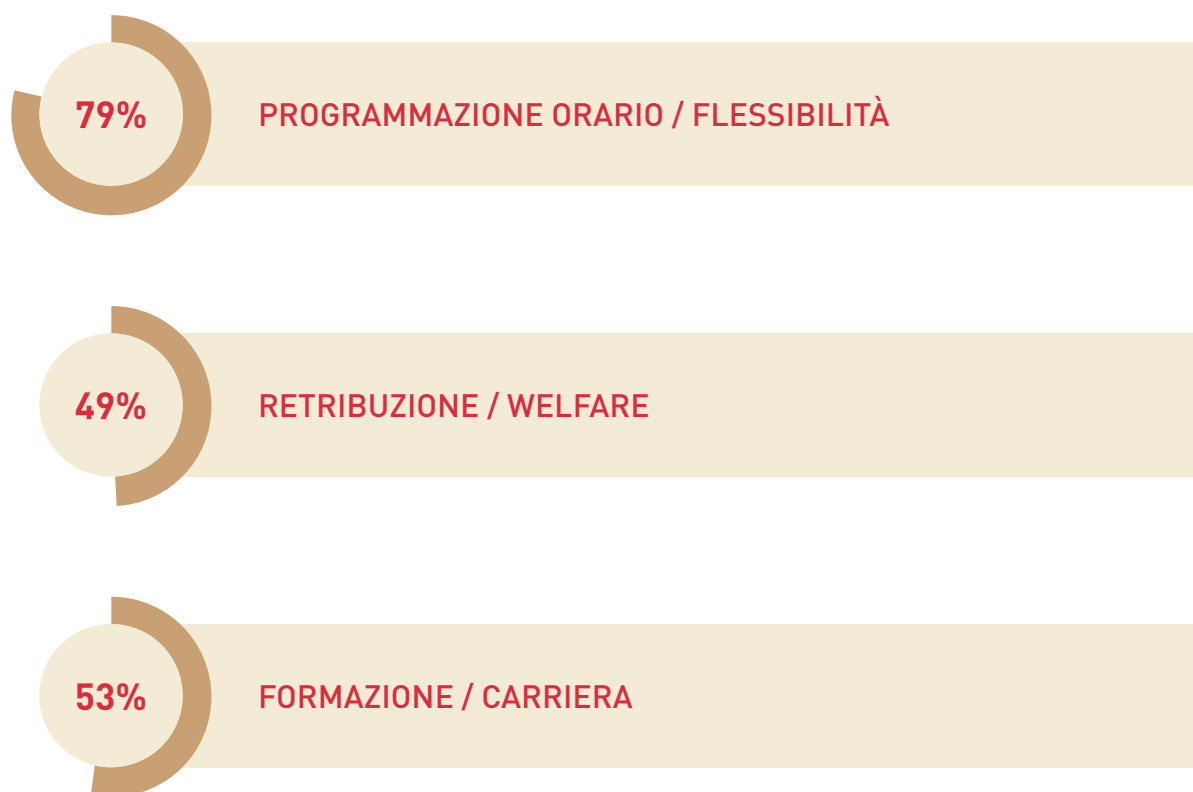 79%
PROGRAMMAZIONE ORARIO / FLESSIBILITÀ
49%
RETRIBUZIONE / WELFARE
53%
FORMAZIONE / CARRIERA